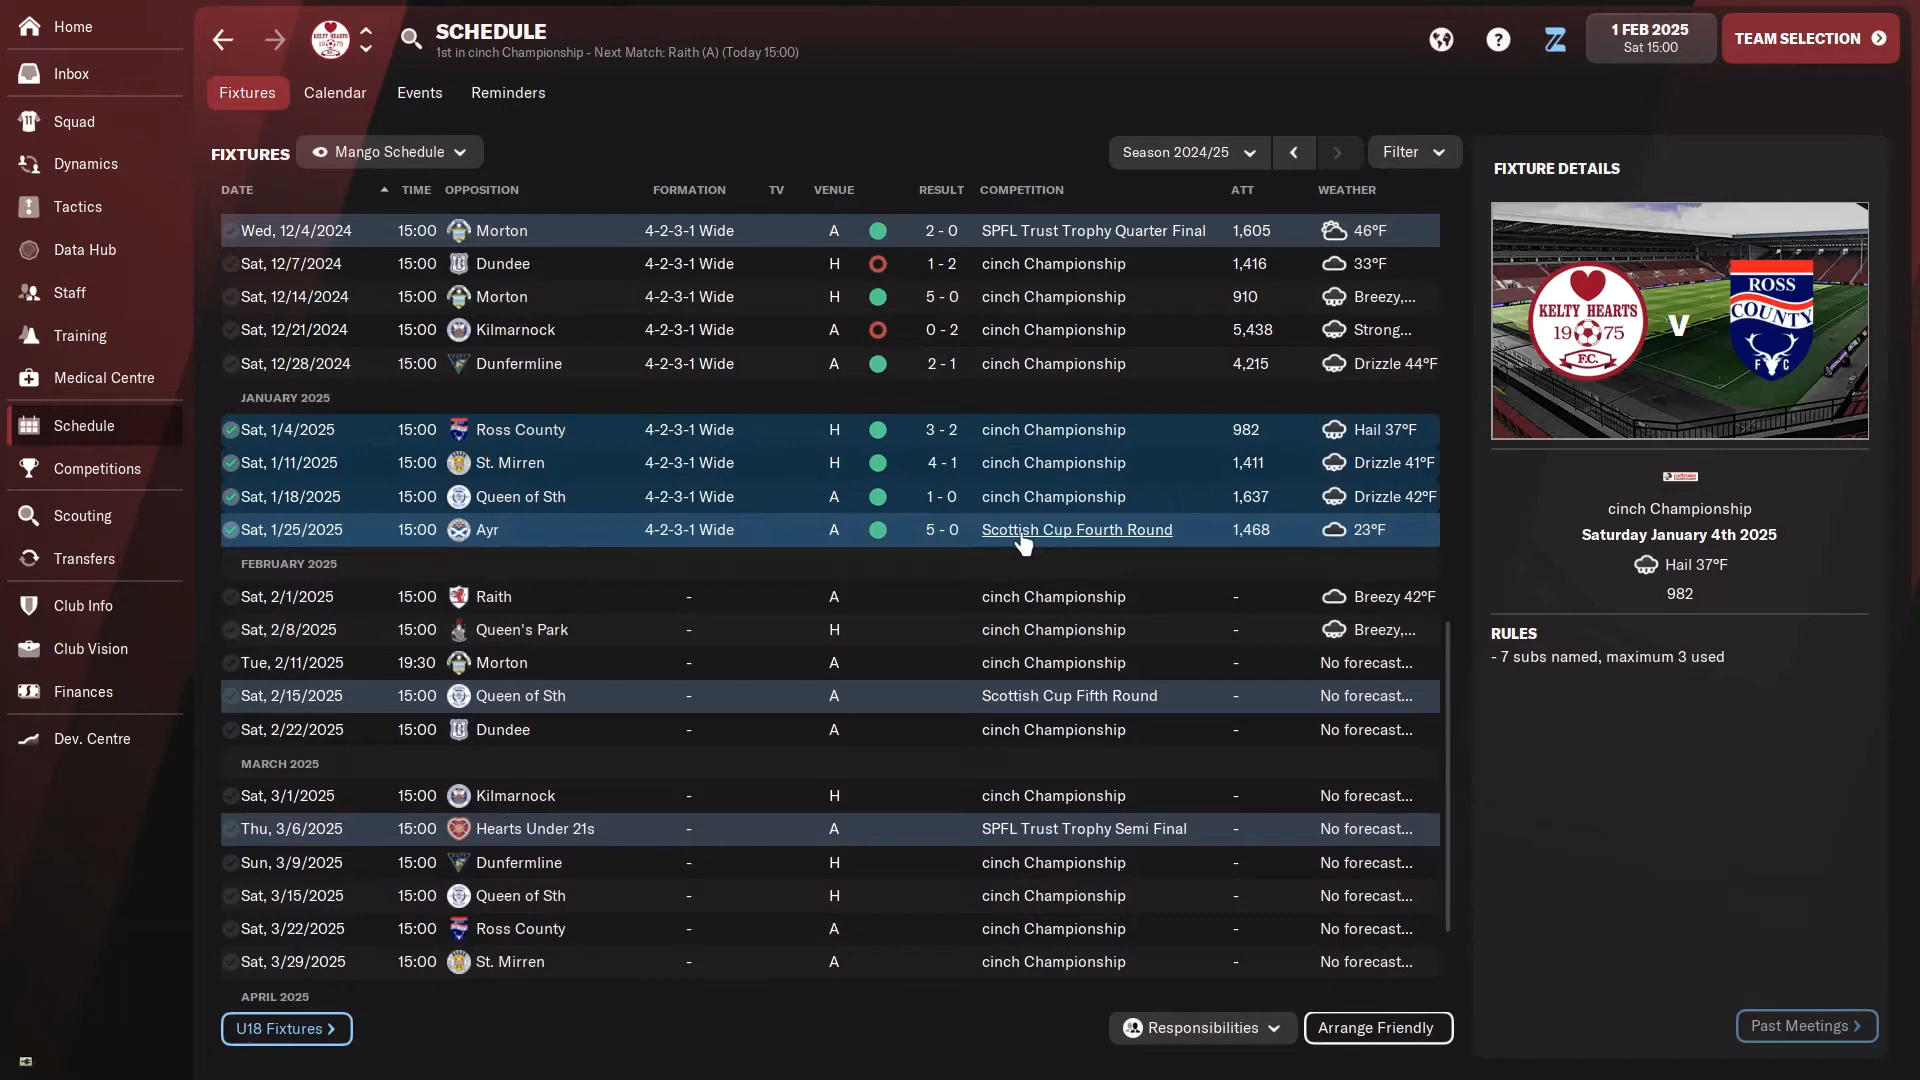 Home
Inbox
Squad
Dynamics
Tactics
Data Hub
Staff
Training
Medical Centre
Schedule
Competitions
Scouting
Transfers
Club Info
Club Vision
Finances
Dev. Centre
KELTY HEARTS
1975
SCHEDULE
1st in cinch Championship - Next Match: Raith (A) (Today 15:00)
1 FEB 2025
Sat 15:00
TEAM SELECTION
Fixtures Calendar Events Reminders
FIXTURES Mango Schedule Season 2024/25 Filter
DATE TIME OPPOSITION FORMATION TV VENUE RESULT COMPETITION ATT WEATHER
Wed, 12/4/2024 15:00 Morton 4-2-3-1 Wide A 2 - 0 SPFL Trust Trophy Quarter Final 1,605 46°F
Sat, 12/7/2024 15:00 Dundee 4-2-3-1 Wide H 1 - 2 cinch Championship 1,416 33°F
Sat, 12/14/2024 15:00 Morton 4-2-3-1 Wide H 5 - 0 cinch Championship 910 Breezy,...
Sat, 12/21/2024 15:00 Kilmarnock 4-2-3-1 Wide A 0 - 2 cinch Championship 5,438 Strong...
Sat, 12/28/2024 15:00 Dunfermline 4-2-3-1 Wide A 2 - 1 cinch Championship 4,215 Drizzle 44°F
JANUARY 2025
Sat, 1/4/2025 15:00 Ross County 4-2-3-1 Wide H 3 - 2 cinch Championship 982 Hail 37°F
Sat, 1/11/2025 15:00 St. Mirren 4-2-3-1 Wide H 4 - 1 cinch Championship 1,411 Drizzle 41°F
Sat, 1/18/2025 15:00 Queen of Sth 4-2-3-1 Wide A 1 - 0 cinch Championship 1,637 Drizzle 42°F
Sat, 1/25/2025 15:00 Ayr 4-2-3-1 Wide A 5 - 0 Scottish Cup Fourth Round 1,468 23°F
FEBRUARY 2025
Sat, 2/1/2025 15:00 Raith - A cinch Championship - Breezy 42°F
Sat, 2/8/2025 15:00 Queen's Park - H cinch Championship - Breezy,...
Tue, 2/11/2025 19:30 Morton - A cinch Championship - No forecast...
Sat, 2/15/2025 15:00 Queen of Sth - A Scottish Cup Fifth Round - No forecast...
Sat, 2/22/2025 15:00 Dundee - A cinch Championship - No forecast...
MARCH 2025
Sat, 3/1/2025 15:00 Kilmarnock - H cinch Championship - No forecast...
Thu, 3/6/2025 15:00 Hearts Under 21s - A SPFL Trust Trophy Semi Final - No forecast...
Sun, 3/9/2025 15:00 Dunfermline - H cinch Championship - No forecast...
Sat, 3/15/2025 15:00 Queen of Sth - H cinch Championship - No forecast...
Sat, 3/22/2025 15:00 Ross County - A cinch Championship - No forecast...
Sat, 3/29/2025 15:00 St. Mirren - A cinch Championship - No forecast...
APRIL 2025
U18 Fixtures Responsibilities Arrange Friendly
FIXTURE DETAILS
KELTY HEARTS
1975
F.C.
v
ROSS
COUNTY
F C
cinch Championship
Saturday January 4th 2025
Hail 37°F
982
RULES
- 7 subs named, maximum 3 used
Past Meetings